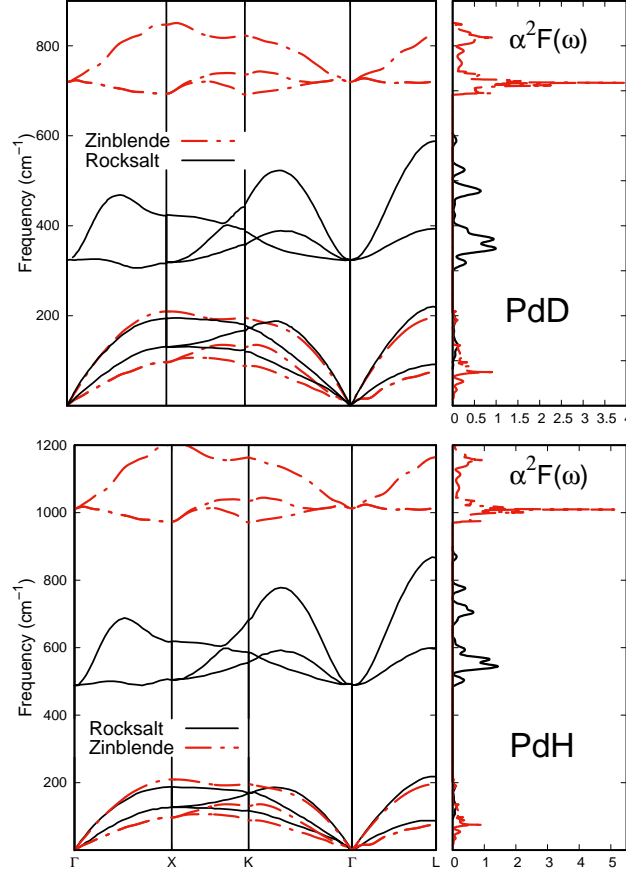 800
600
400
200
Frequency (cm⁻¹)
Zinblende
Rocksalt
α²F(ω)
PdD
0 0.5 1 1.5 2 2.5 3 3.5 4
1200
1000
800
600
400
200
0
Frequency (cm⁻¹)
Rocksalt
Zinblende
Γ X K Γ L
α²F(ω)
PdH
0 1 2 3 4 5